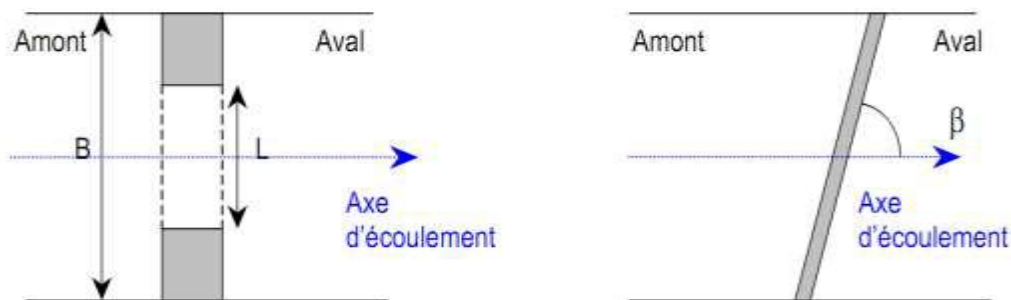 Amont
Aval
B
L
Axe
d'écoulement
Amont
Aval
β
Axe
d'écoulement